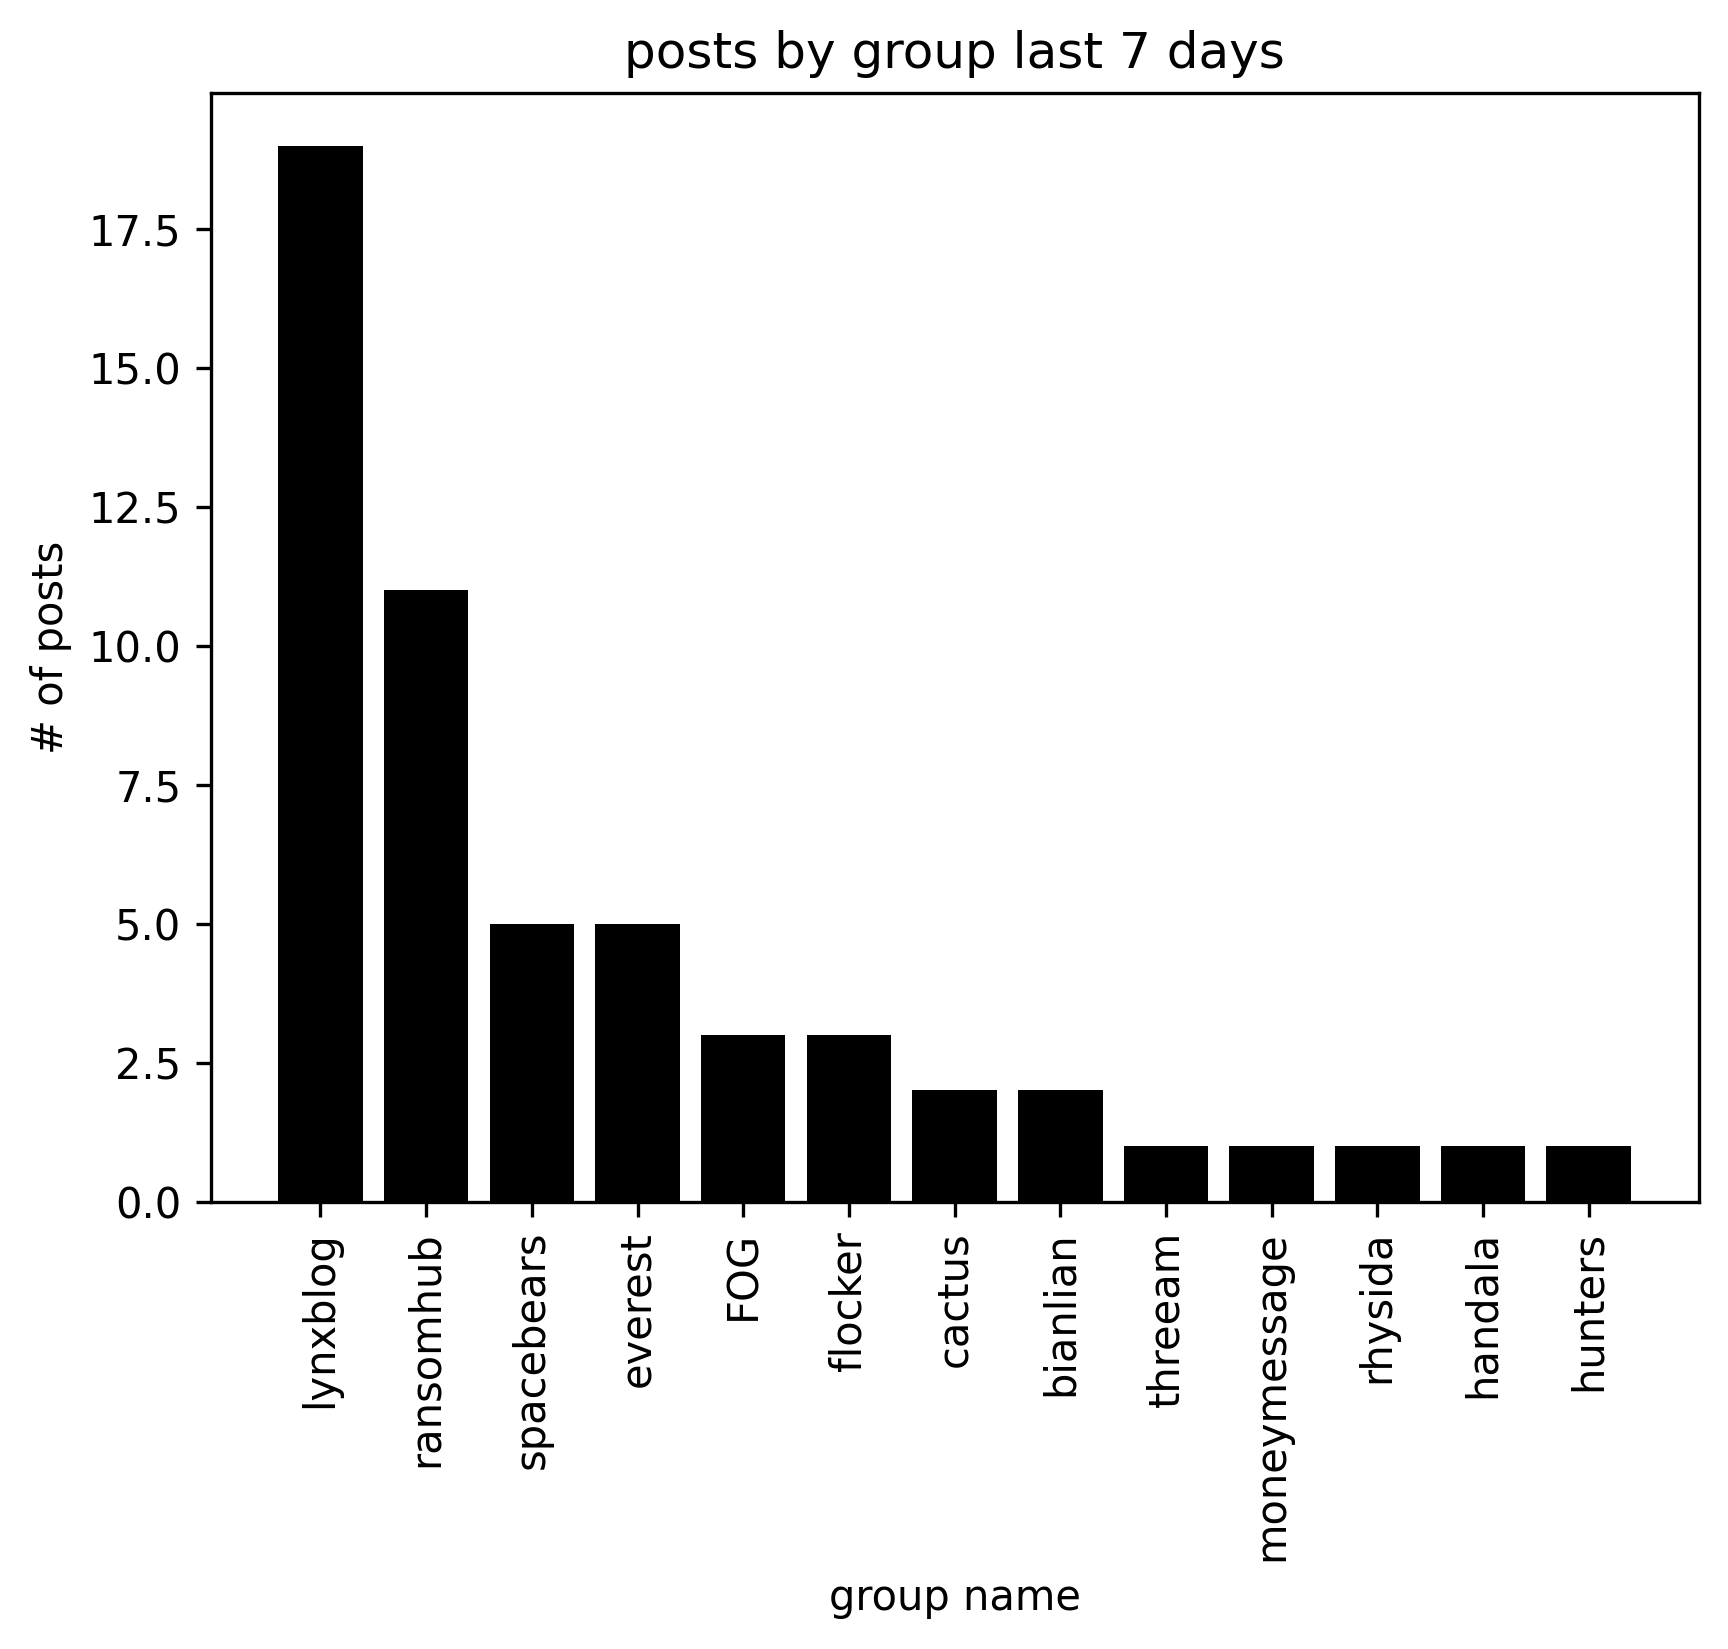 posts by group last 7 days
# of posts
17.5
15.0
12.5
10.0
7.5
5.0
2.5
0.0
lynxblog
ransomhub
spacebears
everest
FOG
flocker
cactus
bianlian
threeam
moneymessage
rhysida
handala
hunters
group name